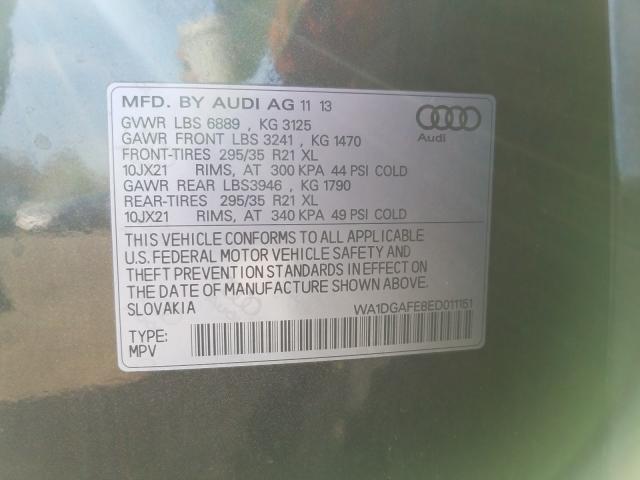 MFD. BY AUDI AG 11 13
GVWR LBS 6889 , KG 3125
GAWR FRONT LBS 3241 , KG 1470
FRONT-TIRES 295/35 R21 XL
10JX21 RIMS, AT 300 KPA 44 PSI COLD
GAWR REAR LBS3946 , KG 1790
REAR-TIRES 295/35 R21 XL
10JX21 RIMS, AT 340 KPA 49 PSI COLD
Audi
THIS VEHICLE CONFORMS TO ALL APPLICABLE
U.S. FEDERAL MOTOR VEHICLE SAFETY AND
THEFT PREVENTION STANDARDS IN EFFECT ON
THE DATE OF MANUFACTURE SHOWN ABOVE.
SLOVAKIA WA1DGAFE8ED011151
TYPE:
MPV